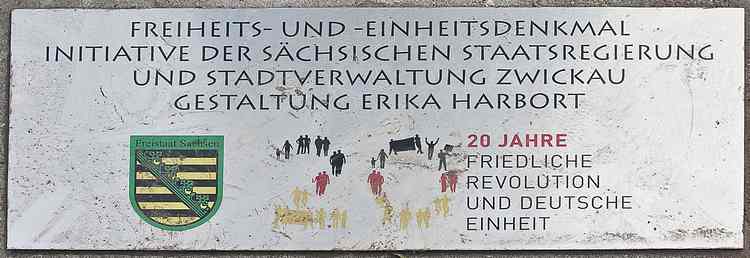 FREIHEITS- UND -EINHEITSDENKMAL
INITIATIVE DER SÄCHSISCHEN STAATSREGIERUNG
UND STADTVERWALTUNG ZWICKAU
GESTALTUNG ERIKA HARBORT
Freistaat Sachsen
20 JAHRE
FRIEDLICHE
REVOLUTION
UND DEUTSCHE
EINHEIT